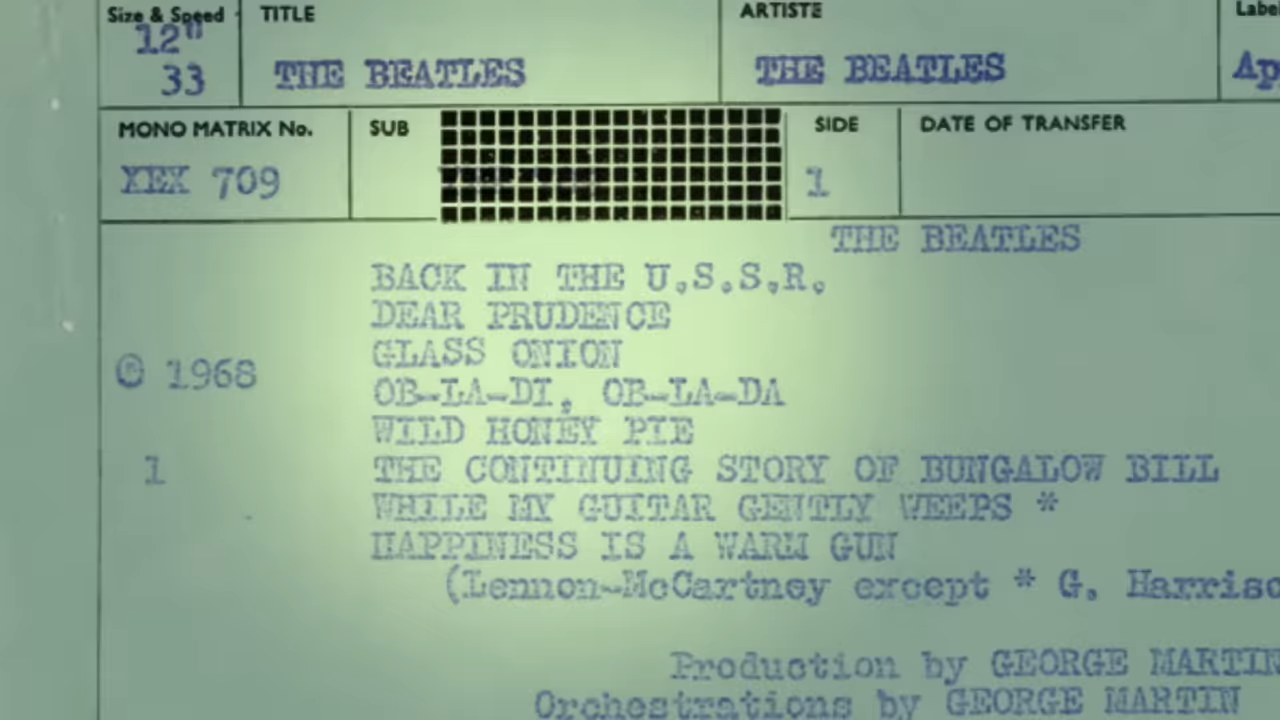 Size & Speed TITLE ARTISTE
12"
33 THE BEATLES THE BEATLES
MONO MATRIX No. SUB SIDE DATE OF TRANSFER
XEX 709 1
THE BEATLES
BACK IN THE U.S.S.R.
DEAR PRUDENCE
GLASS ONION
℗ 1968
OB-LA-DI, OB-LA-DA
WILD HONEY PIE
1 THE CONTINUING STORY OF BUNGALOW BILL
WHILE MY GUITAR GENTLY WEEPS *
HAPPINESS IS A WARM GUN
(Lennon-McCartney except * G.
Production by GEORGE MARTIN
Orchestrations by GEORGE MARTIN